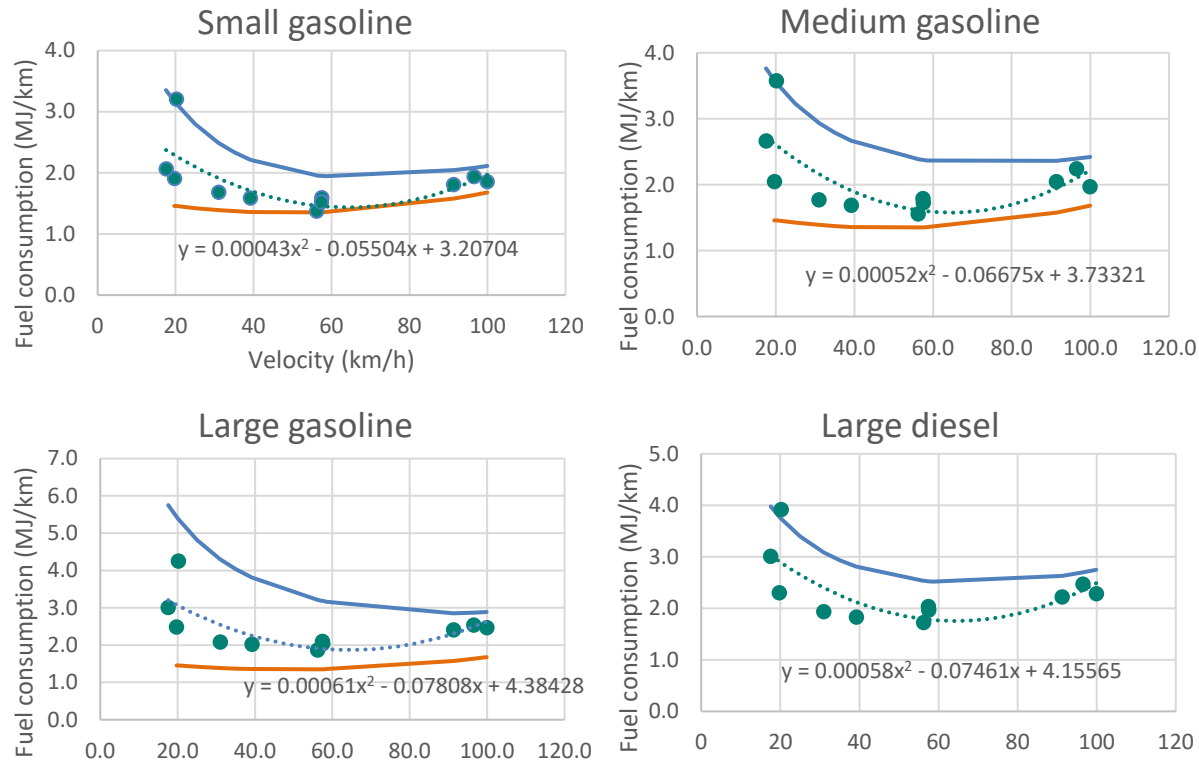 Small gasoline
Fuel consumption (MJ/km)
4.0
3.0
2.0
1.0
0.0
y = 0.00043x² - 0.05504x + 3.20704
0 20 40 60 80 100 120
Velocity (km/h)
Medium gasoline
Fuel consumption (MJ/km)
4.0
3.0
2.0
1.0
0.0
y = 0.00052x² - 0.06675x + 3.73321
0.0 20.0 40.0 60.0 80.0 100.0 120.0
Large gasoline
Fuel consumption (MJ/km)
7.0
6.0
5.0
4.0
3.0
2.0
1.0
0.0
y = 0.00061x² - 0.07808x + 4.38428
0.0 20.0 40.0 60.0 80.0 100.0 120.0
Large diesel
Fuel consumption (MJ/km)
5.0
4.0
3.0
2.0
1.0
0.0
y = 0.00058x² - 0.07461x + 4.15565
0 20 40 60 80 100 120